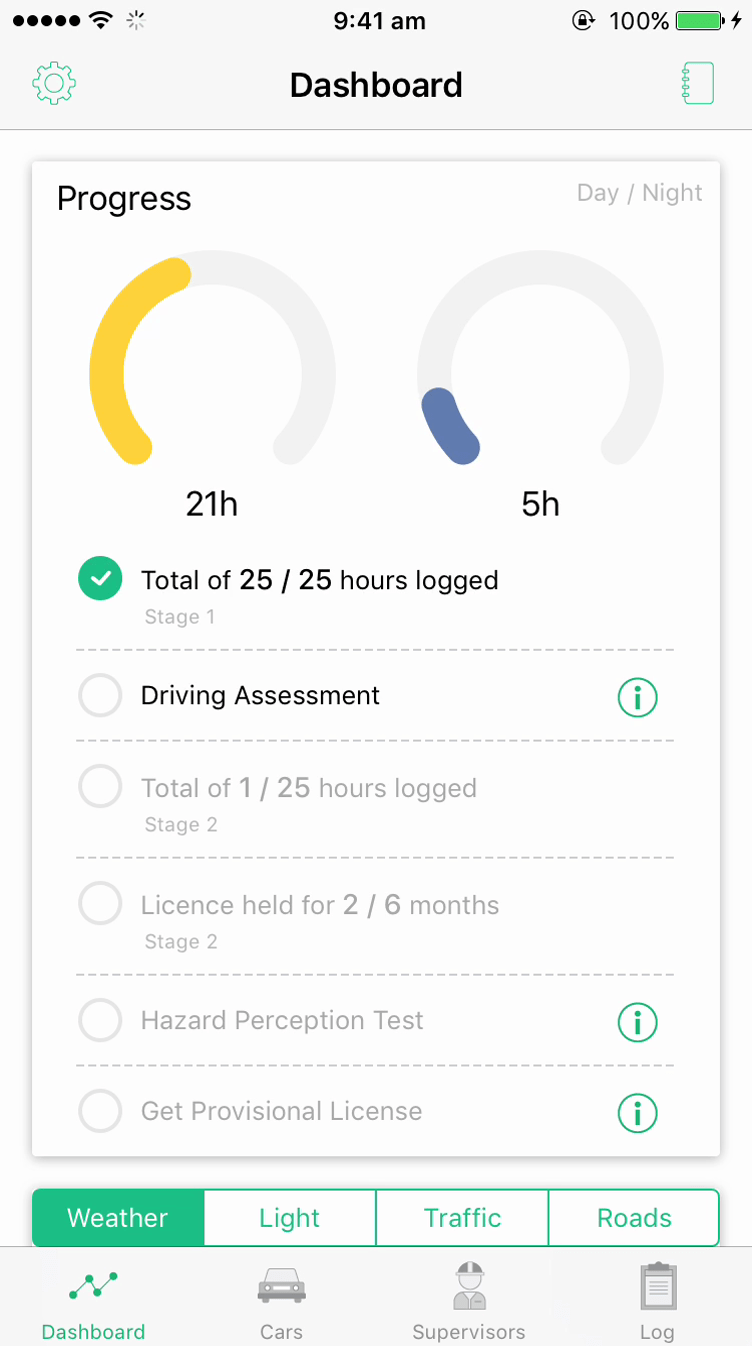 9:41 am 100%
Dashboard
Progress
Day / Night
21h
5h
Total of 25 / 25 hours logged
Stage 1
Driving Assessment
Total of 1 / 25 hours logged
Stage 2
Licence held for 2 / 6 months
Stage 2
Hazard Perception Test
Get Provisional License
Weather Light Traffic Roads
Dashboard Cars Supervisors Log